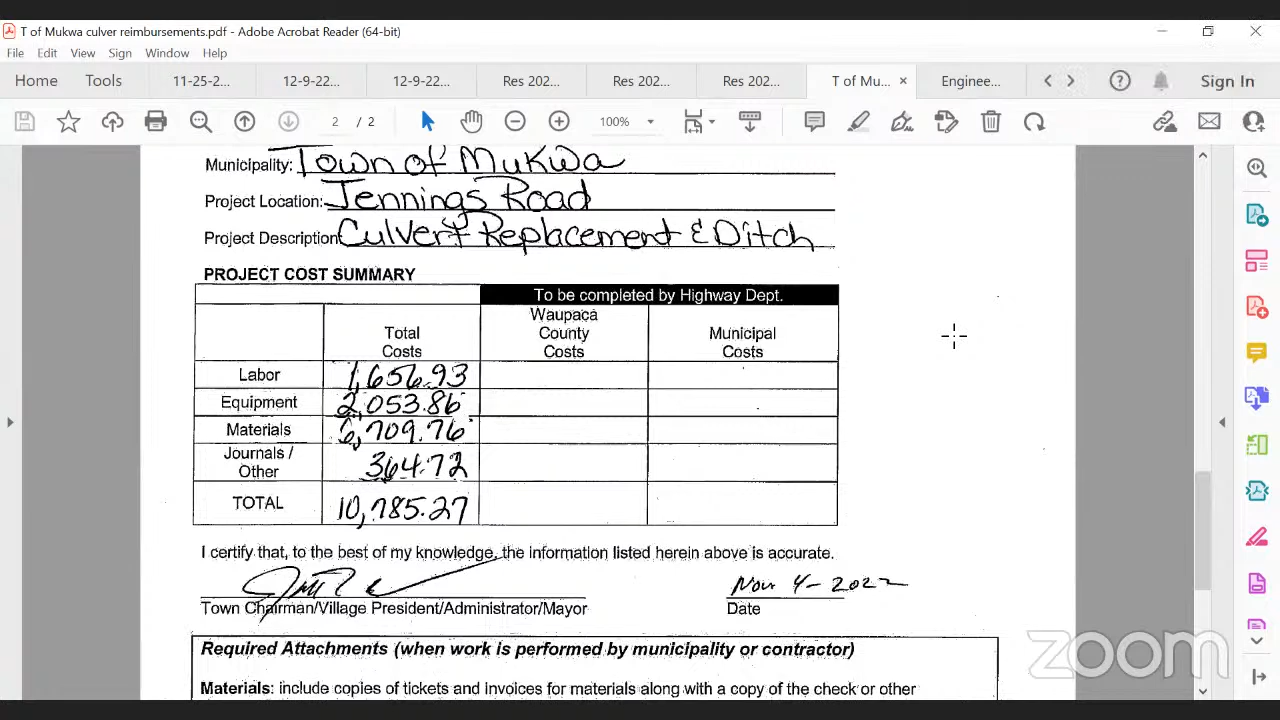 T of Mukwa culver reimbursements.pdf - Adobe Acrobat Reader (64-bit)
File Edit View Sign Window Help
Home Tools 11-25-2... 12-9-22... 12-9-22... Res 202... Res 202... Res 202... T of Mu... × Enginee... Sign In
2 / 2 100%
Municipality: Town of Mukwa
Project Location: Jennings Road
Project Description Culvert Replacement & Ditch
PROJECT COST SUMMARY
To be completed by Highway Dept.
Total Costs
Waupaca County Costs
Municipal Costs
Labor 1,656.93
Equipment 2,053.86
Materials 6,709.76
Journals / Other 364.72
TOTAL 10,785.27
I certify that, to the best of my knowledge, the information listed herein above is accurate.
Nov 4-2022
Town Chairman/Village President/Administrator/Mayor Date
Required Attachments (when work is performed by municipality or contractor)
Materials: include copies of tickets and invoices for materials along with a copy of the check or other
zoom